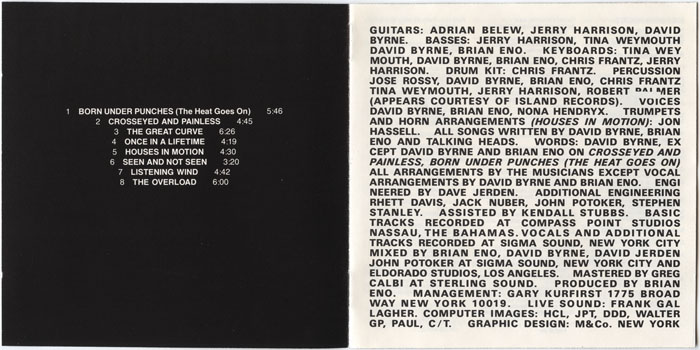 1 BORN UNDER PUNCHES (The Heat Goes On) 5:46
2 CROSSEYED AND PAINLESS 4:45
3 THE GREAT CURVE 6:26
4 ONCE IN A LIFETIME 4:19
5 HOUSES IN MOTION 4:30
6 SEEN AND NOT SEEN 3:20
7 LISTENING WIND 4:42
8 THE OVERLOAD 6:00
GUITARS: ADRIAN BELEW, JERRY HARRISON, DAVID
BYRNE. BASSES: JERRY HARRISON, TINA WEYMOUTH
DAVID BYRNE, BRIAN ENO. KEYBOARDS: TINA WEY
MOUTH, DAVID BYRNE, BRIAN ENO, CHRIS FRANTZ, JERRY
HARRISON. DRUM KIT: CHRIS FRANTZ. PERCUSSION
JOSE ROSSY, DAVID BYRNE, BRIAN ENO, CHRIS FRANTZ
TINA WEYMOUTH, JERRY HARRISON, ROBERT PALMER
(APPEARS COURTESY OF ISLAND RECORDS). VOICES
DAVID BYRNE, BRIAN ENO, NONA HENDRYX. TRUMPETS
AND HORN ARRANGEMENTS (HOUSES IN MOTION): JON
HASSELL. ALL SONGS WRITTEN BY DAVID BYRNE, BRIAN
ENO AND TALKING HEADS. WORDS: DAVID BYRNE, EX
CEPT DAVID BYRNE AND BRIAN ENO ON CROSSEYED AND
PAINLESS, BORN UNDER PUNCHES (THE HEAT GOES ON)
ALL ARRANGEMENTS BY THE MUSICIANS EXCEPT VOCAL
ARRANGEMENTS BY DAVID BYRNE AND BRIAN ENO. ENGI
NEERED BY DAVE JERDEN. ADDITIONAL ENGINEERING
RHETT DAVIS, JACK NUBER, JOHN POTOKER, STEPHEN
STANLEY. ASSISTED BY KENDALL STUBBS. BASIC
TRACKS RECORDED AT COMPASS POINT STUDIOS
NASSAU, THE BAHAMAS. VOCALS AND ADDITIONAL
TRACKS RECORDED AT SIGMA SOUND, NEW YORK CITY
MIXED BY BRIAN ENO, DAVID BYRNE, DAVID JERDEN
JOHN POTOKER AT SIGMA SOUND, NEW YORK CITY AND
ELDORADO STUDIOS, LOS ANGELES. MASTERED BY GREG
CALBI AT STERLING SOUND. PRODUCED BY BRIAN
ENO. MANAGEMENT: GARY KURFIRST 1775 BROAD
WAY NEW YORK 10019. LIVE SOUND: FRANK GAL
LAGHER. COMPUTER IMAGES: HCL, JPT, DDD, WALTER
GP, PAUL, C/T. GRAPHIC DESIGN: M&Co. NEW YORK